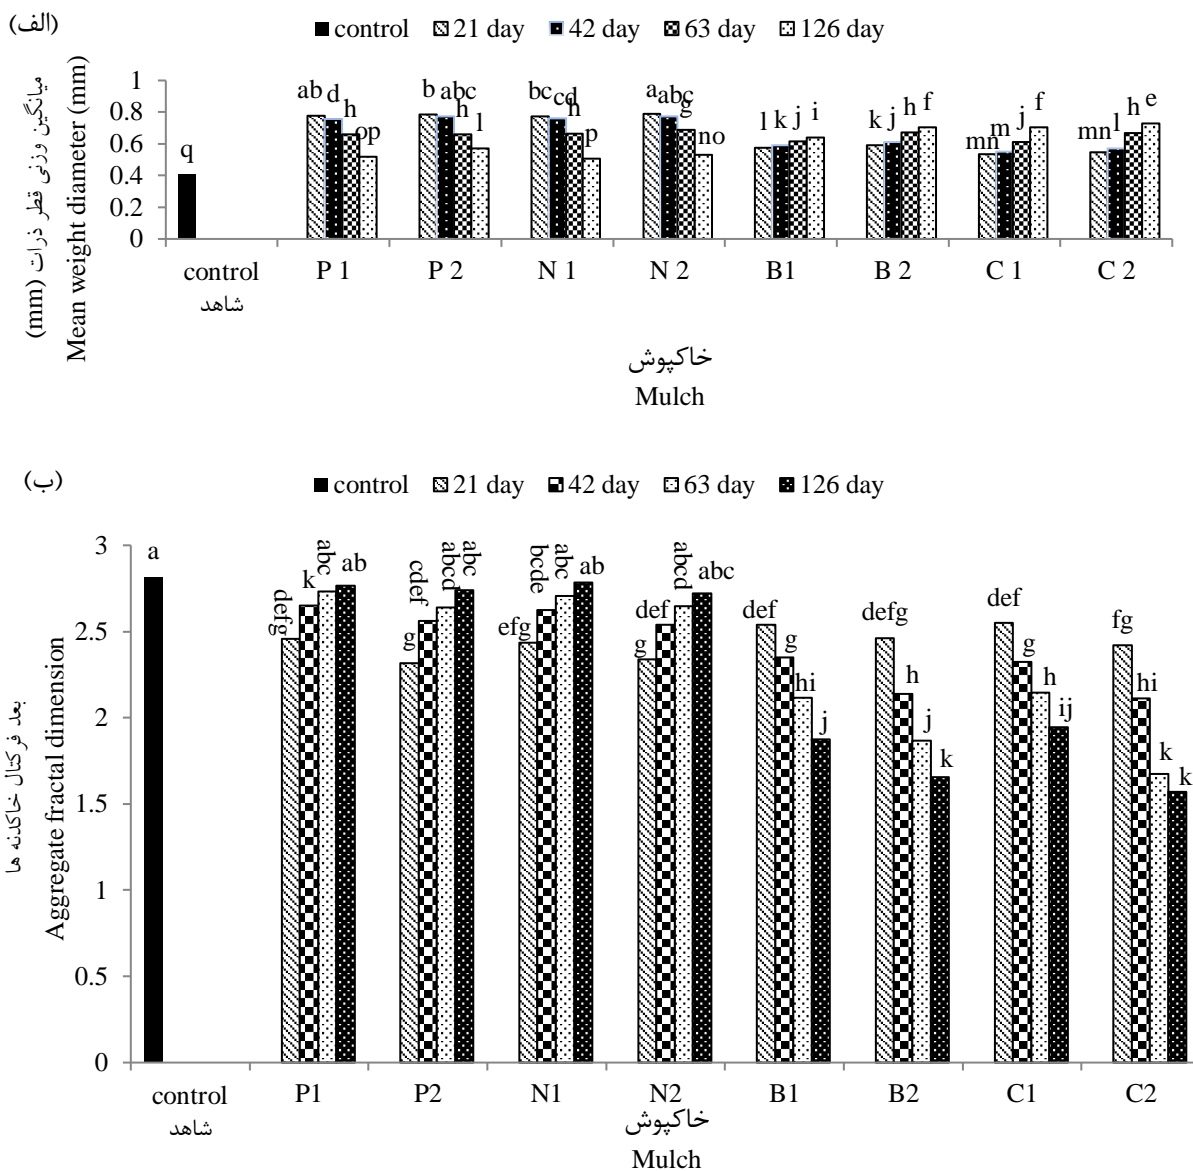 (الف)
control 21 day 42 day 63 day 126 day
میانگین وزنی قطر ذرات (mm)
Mean weight diameter (mm)
1
0.8
0.6
0.4
0.2
0
q
ab d h op
b abc h l
bc cd h p
a abc g no
l k j i
k j h f
mn m j f
mn l h e
control P 1 P 2 N 1 N 2 B1 B 2 C 1 C 2
شاهد
خاکپوش
Mulch
(ب)
control 21 day 42 day 63 day 126 day
بعد فرکتال خاکدنه ها
Aggregate fractal dimension
3
2.5
2
1.5
1
0.5
0
a
defg k abc ab
g cdef abcd abc
efg bcde abc ab
g def abcd abc
def g hi j
defg h j k
def g h ij
fg hi k k
control P1 P2 N1 N2 B1 B2 C1 C2
شاهد
خاکپوش
Mulch